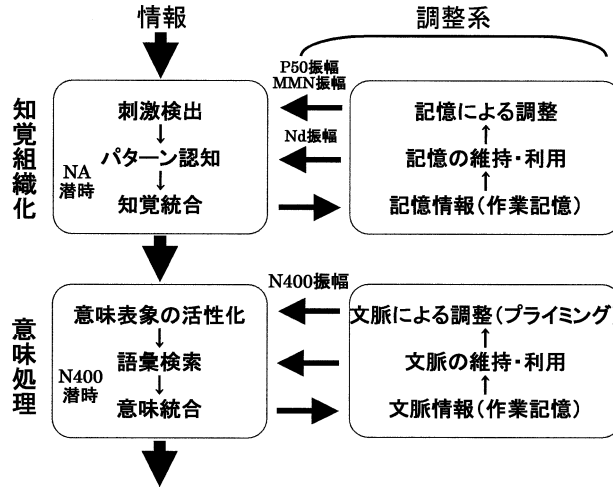 情報
調整系
P50振幅
MMN振幅
知覚組織化
刺激検出
↓
Nd振幅
パターン認知
↓
NA
潜時
知覚統合
記憶による調整
↑
記憶の維持・利用
↑
記憶情報(作業記憶)
N400振幅
意味処理
意味表象の活性化
↓
語彙検索
↓
N400
潜時
意味統合
文脈による調整(プライミング
↑
文脈の維持・利用
↑
文脈情報(作業記憶)